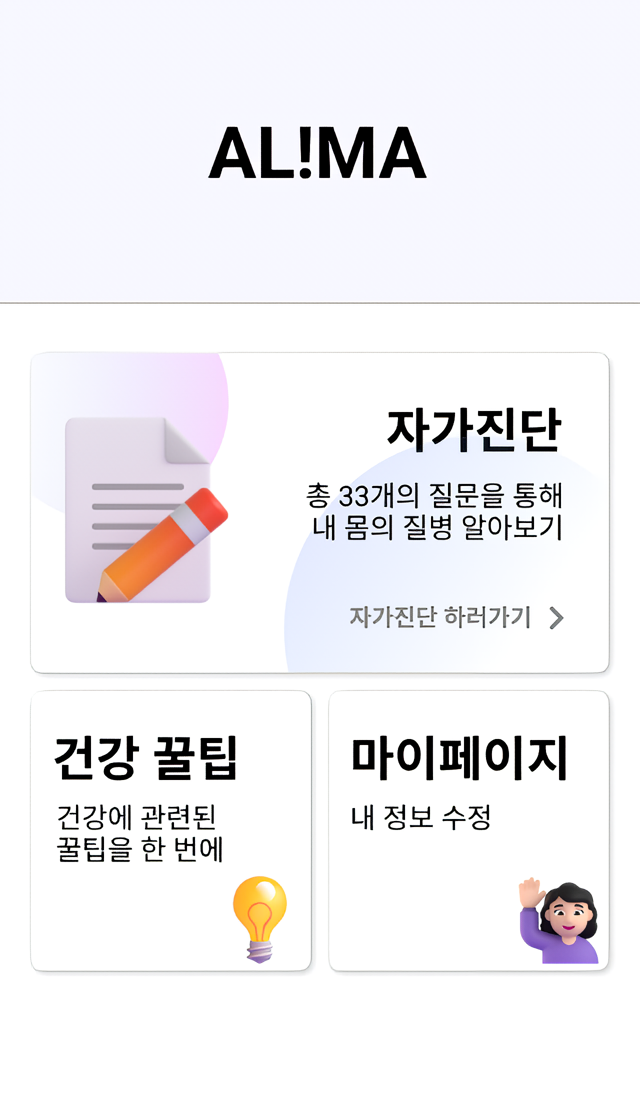 AL!MA
자가진단
총 33개의 질문을 통해
내 몸의 질병 알아보기
자가진단 하러가기
건강 꿀팁
건강에 관련된
꿀팁을 한 번에
마이페이지
내 정보 수정